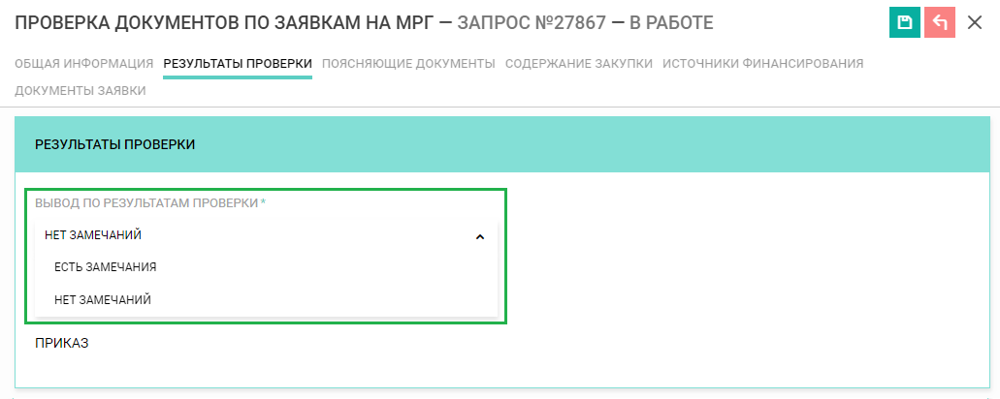 ПРОВЕРКА ДОКУМЕНТОВ ПО ЗАЯВКАМ НА МРГ — ЗАПРОС №27867 — В РАБОТЕ
ОБЩАЯ ИНФОРМАЦИЯ РЕЗУЛЬТАТЫ ПРОВЕРКИ ПОЯСНЯЮЩИЕ ДОКУМЕНТЫ СОДЕРЖАНИЕ ЗАКУПКИ ИСТОЧНИКИ ФИНАНСИРОВАНИЯ
ДОКУМЕНТЫ ЗАЯВКИ
РЕЗУЛЬТАТЫ ПРОВЕРКИ
ВЫВОД ПО РЕЗУЛЬТАТАМ ПРОВЕРКИ *
НЕТ ЗАМЕЧАНИЙ
ЕСТЬ ЗАМЕЧАНИЯ
НЕТ ЗАМЕЧАНИЙ
ПРИКАЗ